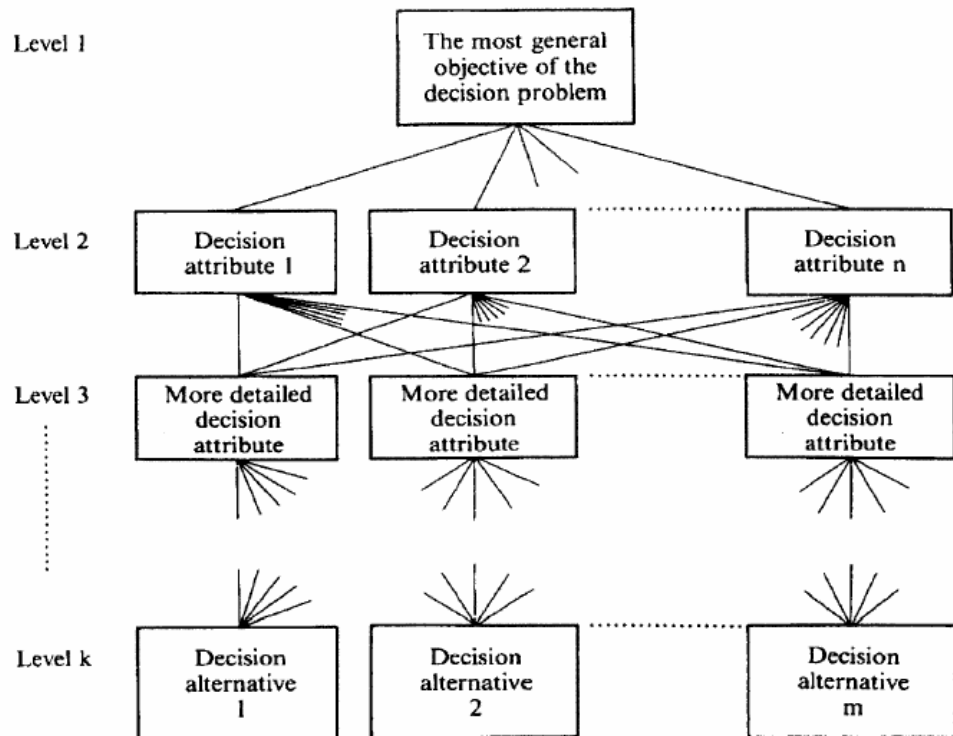 Level 1
The most general
objective of the
decision problem
Level 2
Decision
attribute 1
Decision
attribute 2
Decision
attribute n
Level 3
More detailed
decision
attribute
More detailed
decision
attribute
More detailed
decision
attribute
Level k
Decision
alternative
1
Decision
alternative
2
Decision
alternative
m